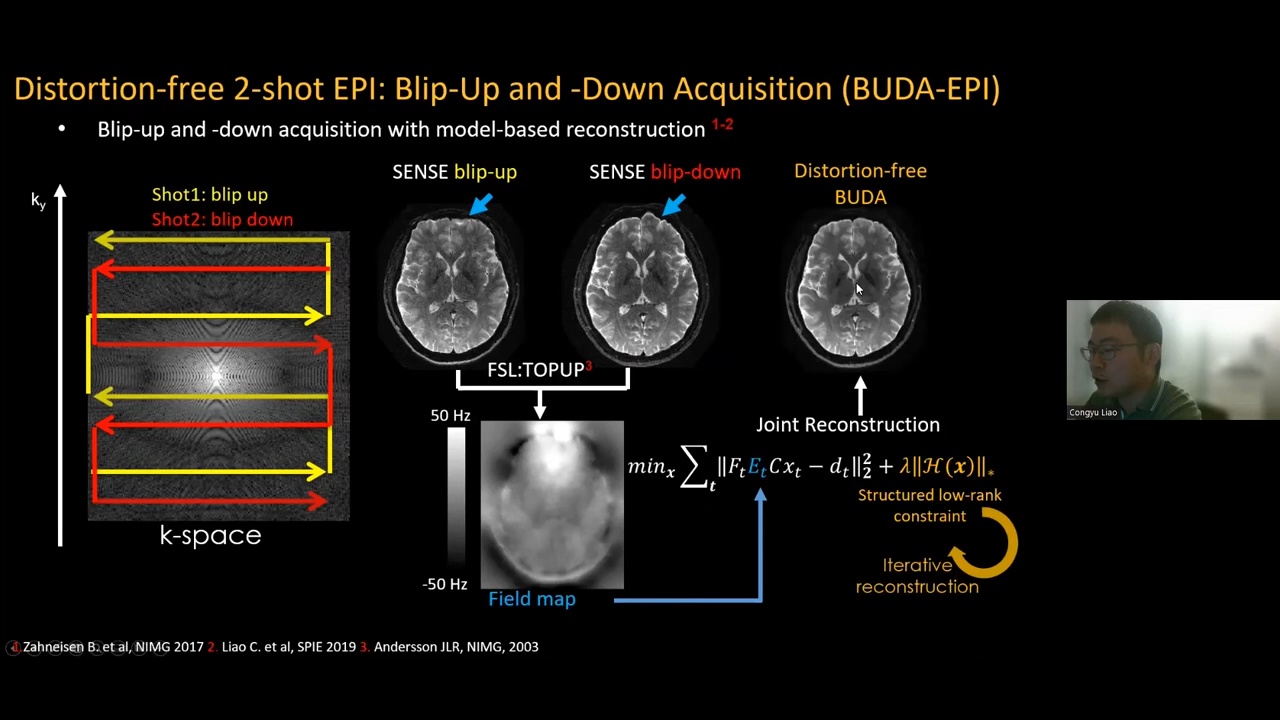 Distortion-free 2-shot EPI: Blip-Up and -Down Acquisition (BUDA-EPI)
• Blip-up and -down acquisition with model-based reconstruction 1-2
k_y
Shot1: blip up
Shot2: blip down
k-space
SENSE blip-up
SENSE blip-down
Distortion-free
BUDA
FSL:TOPUP3
50 Hz
-50 Hz
Field map
Joint Reconstruction
min_x ∑_t ‖F_t E_t C x_t − d_t‖_2^2 + λ‖ℋ(x)‖_*
Structured low-rank
constraint
Iterative
reconstruction
Congyu Liao
1. Zahneisen B. et al, NIMG 2017 2. Liao C. et al, SPIE 2019 3. Andersson JLR, NIMG, 2003